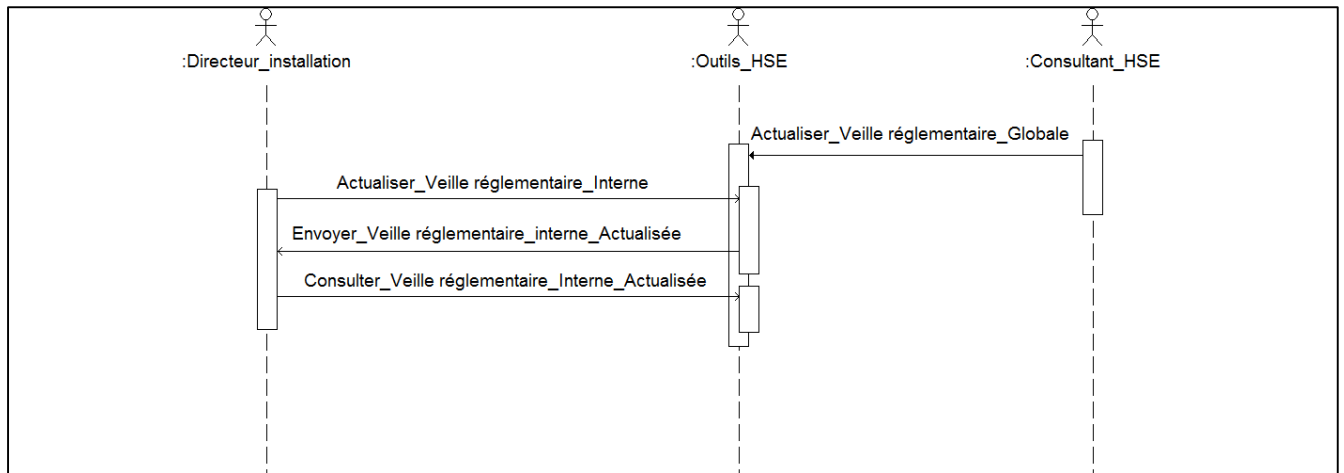 :Directeur_installation
:Outils_HSE
:Consultant_HSE
Actualiser_Veille réglementaire_Globale
Actualiser_Veille réglementaire_Interne
Envoyer_Veille réglementaire_interne_Actualisée
Consulter_Veille réglementaire_Interne_Actualisée